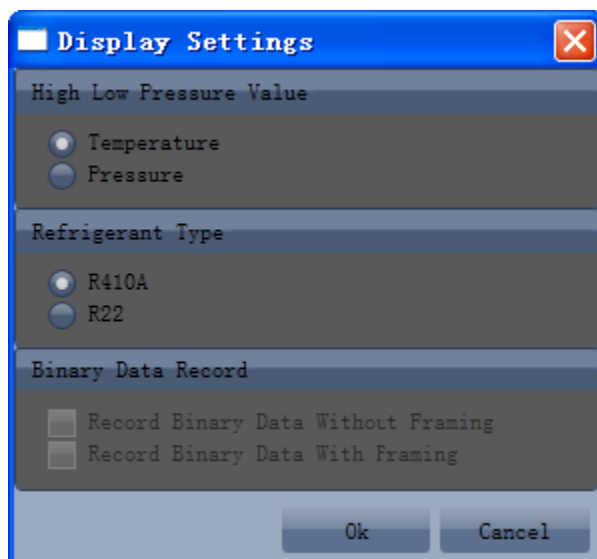 Display Settings
High Low Pressure Value
Temperature
Pressure
Refrigerant Type
R410A
R22
Binary Data Record
Record Binary Data Without Framing
Record Binary Data With Framing
Ok Cancel